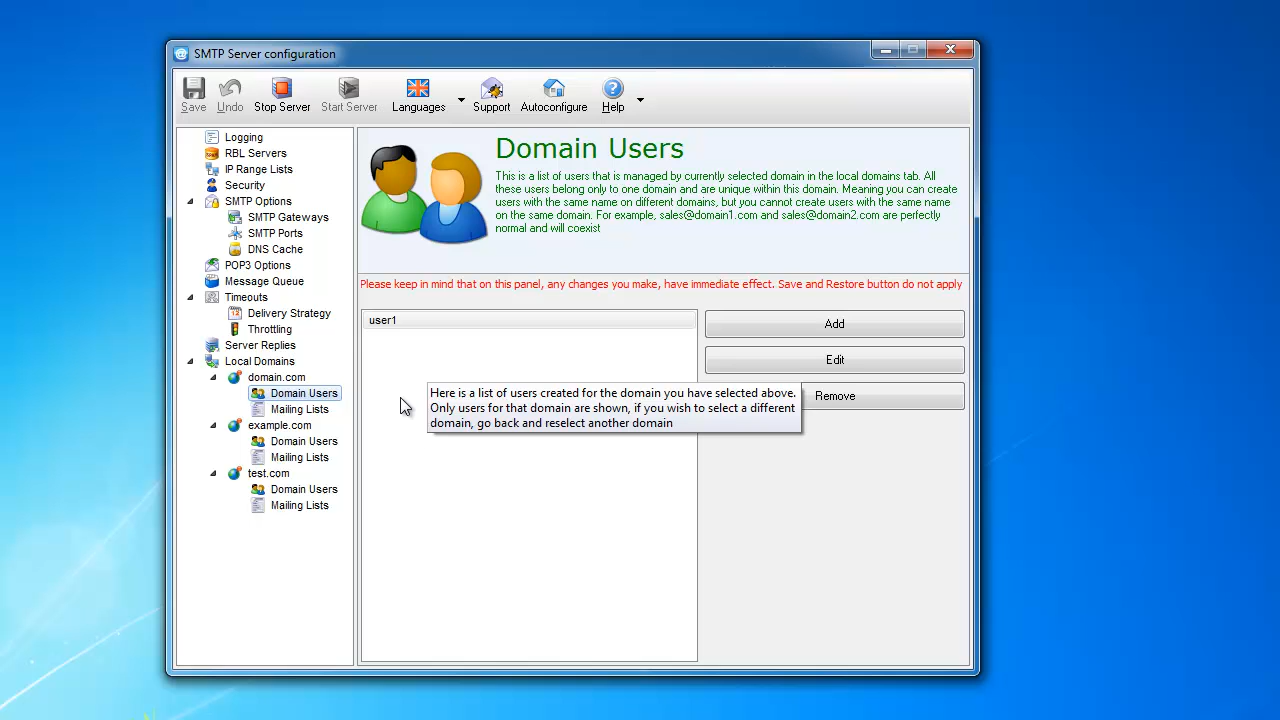 SMTP Server configuration
Save
Undo
Stop Server
Start Server
Languages
Support
Autoconfigure
Help
Logging
RBL Servers
IP Range Lists
Security
SMTP Options
SMTP Gateways
SMTP Ports
DNS Cache
POP3 Options
Message Queue
Timeouts
Delivery Strategy
Throttling
Server Replies
Local Domains
domain.com
Domain Users
Mailing Lists
example.com
Domain Users
Mailing Lists
test.com
Domain Users
Mailing Lists
Domain Users
This is a list of users that is managed by currently selected domain in the local domains tab. All
these users belong only to one domain and are unique within this domain. Meaning you can create
users with the same name on different domains, but you cannot create users with the same name
on the same domain. For example, sales@domain1.com and sales@domain2.com are perfectly
normal and will coexist
Please keep in mind that on this panel, any changes you make, have immediate effect. Save and Restore button do not apply
user1
Add
Edit
Remove
Here is a list of users created for the domain you have selected above.
Only users for that domain are shown, if you wish to select a different
domain, go back and reselect another domain